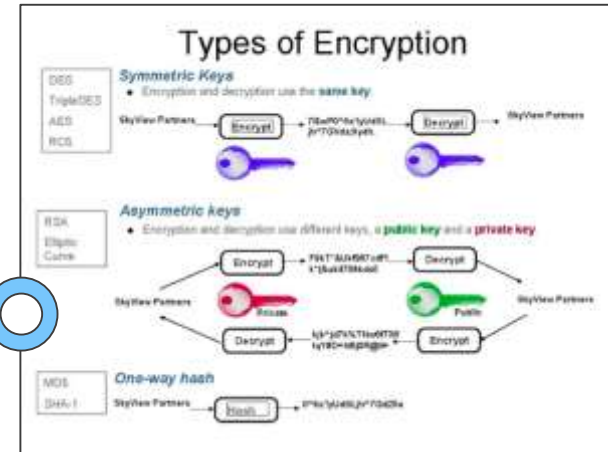 Types of Encryption
DES
TripleDES
AES
RC5
Symmetric Keys
• Encryption and decryption use the same key
SkyView Partners
Encrypt
Decrypt
SkyView Partners
RSA
Elliptic
Curve
Asymmetric keys
• Encryption and decryption use different keys, a public key and a private key
Encrypt
Decrypt
SkyView Partners
Private
Public
SkyView Partners
Decrypt
Encrypt
MD5
SHA-1
One-way hash
SkyView Partners
Hash